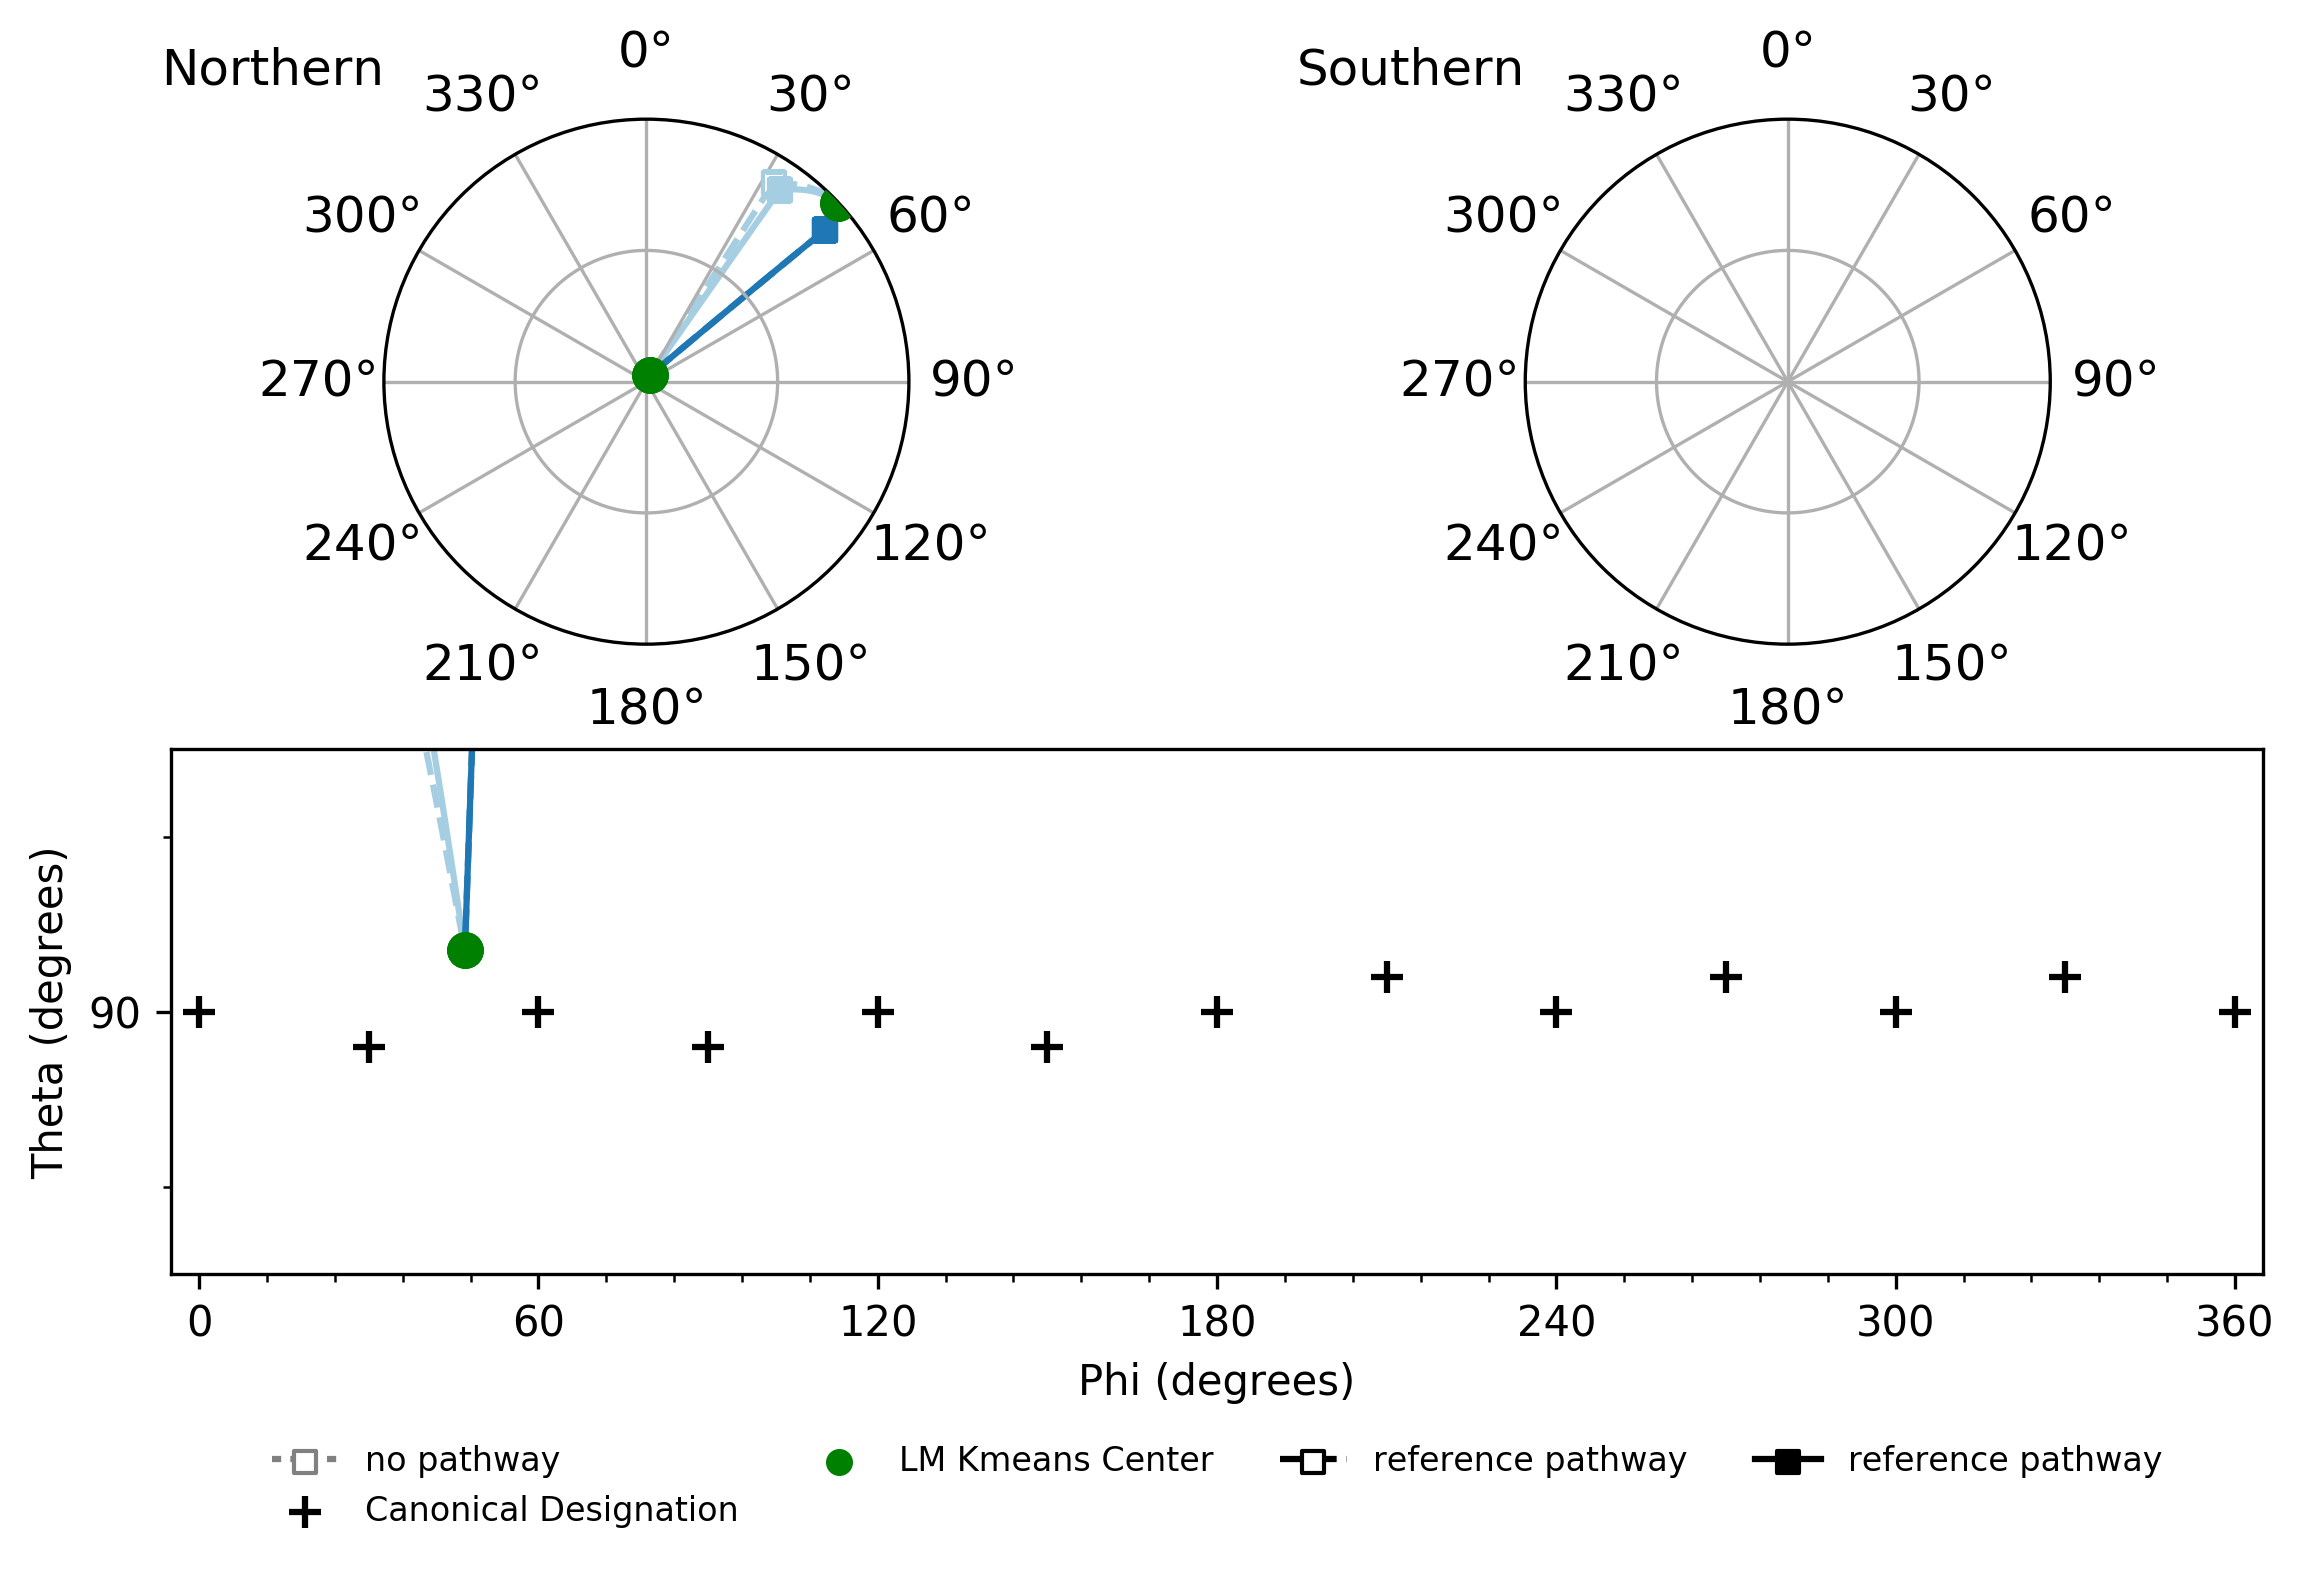 Northern
0°
30°
60°
90°
120°
150°
180°
210°
240°
270°
300°
330°
Southern
0°
30°
60°
90°
120°
150°
180°
210°
240°
270°
300°
330°
Theta (degrees)
90
0 60 120 180 240 300 360
Phi (degrees)
no pathway
Canonical Designation
LM Kmeans Center
reference pathway
reference pathway